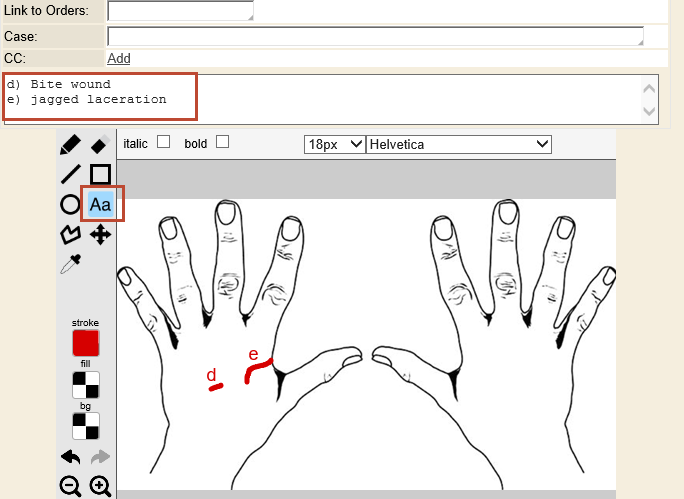 Link to Orders:
Case:
CC: Add
d) Bite wound
e) jagged laceration
italic bold 18px Helvetica
Aa
stroke
fill
bg
e
d